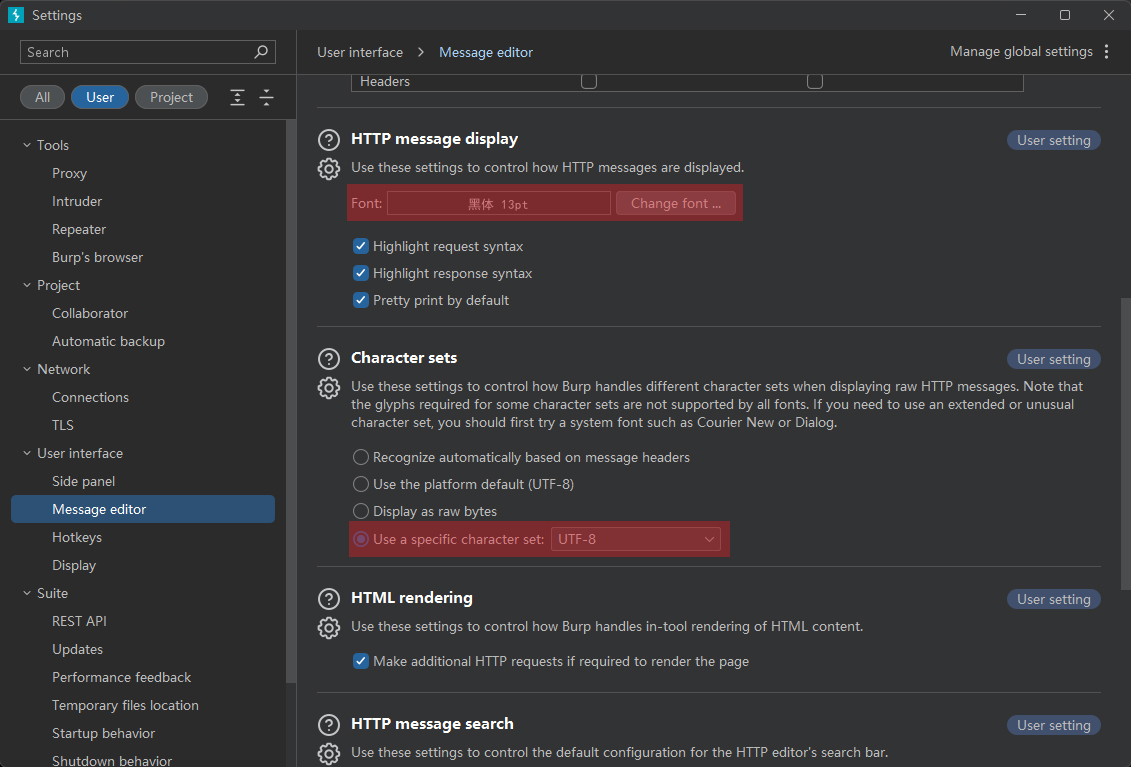 Settings
Search
All
User
Project
Tools
Proxy
Intruder
Repeater
Burp's browser
Project
Collaborator
Automatic backup
Network
Connections
TLS
User interface
Side panel
Message editor
Hotkeys
Display
Suite
REST API
Updates
Performance feedback
Temporary files location
Startup behavior
Shutdown behavior
User interface > Message editor
Manage global settings
Headers
HTTP message display
User setting
Use these settings to control how HTTP messages are displayed.
Font: 黑体 13pt Change font ...
Highlight request syntax
Highlight response syntax
Pretty print by default
Character sets
User setting
Use these settings to control how Burp handles different character sets when displaying raw HTTP messages. Note that
the glyphs required for some character sets are not supported by all fonts. If you need to use an extended or unusual
character set, you should first try a system font such as Courier New or Dialog.
Recognize automatically based on message headers
Use the platform default (UTF-8)
Display as raw bytes
Use a specific character set: UTF-8
HTML rendering
User setting
Use these settings to control how Burp handles in-tool rendering of HTML content.
Make additional HTTP requests if required to render the page
HTTP message search
User setting
Use these settings to control the default configuration for the HTTP editor's search bar.